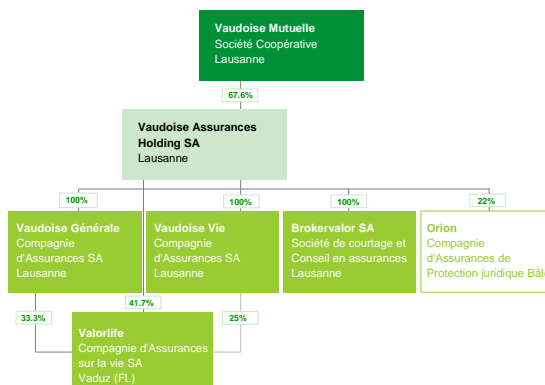 Vaudoise Mutuelle
Société Coopérative
Lausanne
67.6%
Vaudoise Assurances
Holding SA
Lausanne
100%
100%
100%
22%
Vaudoise Générale
Compagnie
d'Assurances SA
Lausanne
Vaudoise Vie
Compagnie
d'Assurances SA
Lausanne
Brokervalor SA
Société de courtage et
Conseil en assurances
Lausanne
Orion
Compagnie
d'Assurances de
Protection juridique Bâl
33.3%
41.7%
25%
Valorlife
Compagnie d'Assurances
sur la vie SA
Vaduz (FL)